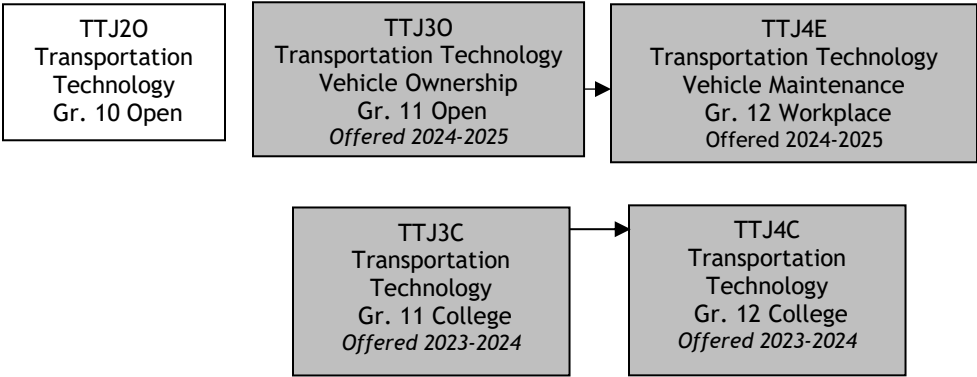 TTJ2O
Transportation
Technology
Gr. 10 Open
TTJ3O
Transportation Technology
Vehicle Ownership
Gr. 11 Open
Offered 2024-2025
TTJ4E
Transportation Technology
Vehicle Maintenance
Gr. 12 Workplace
Offered 2024-2025
TTJ3C
Transportation
Technology
Gr. 11 College
Offered 2023-2024
TTJ4C
Transportation
Technology
Gr. 12 College
Offered 2023-2024